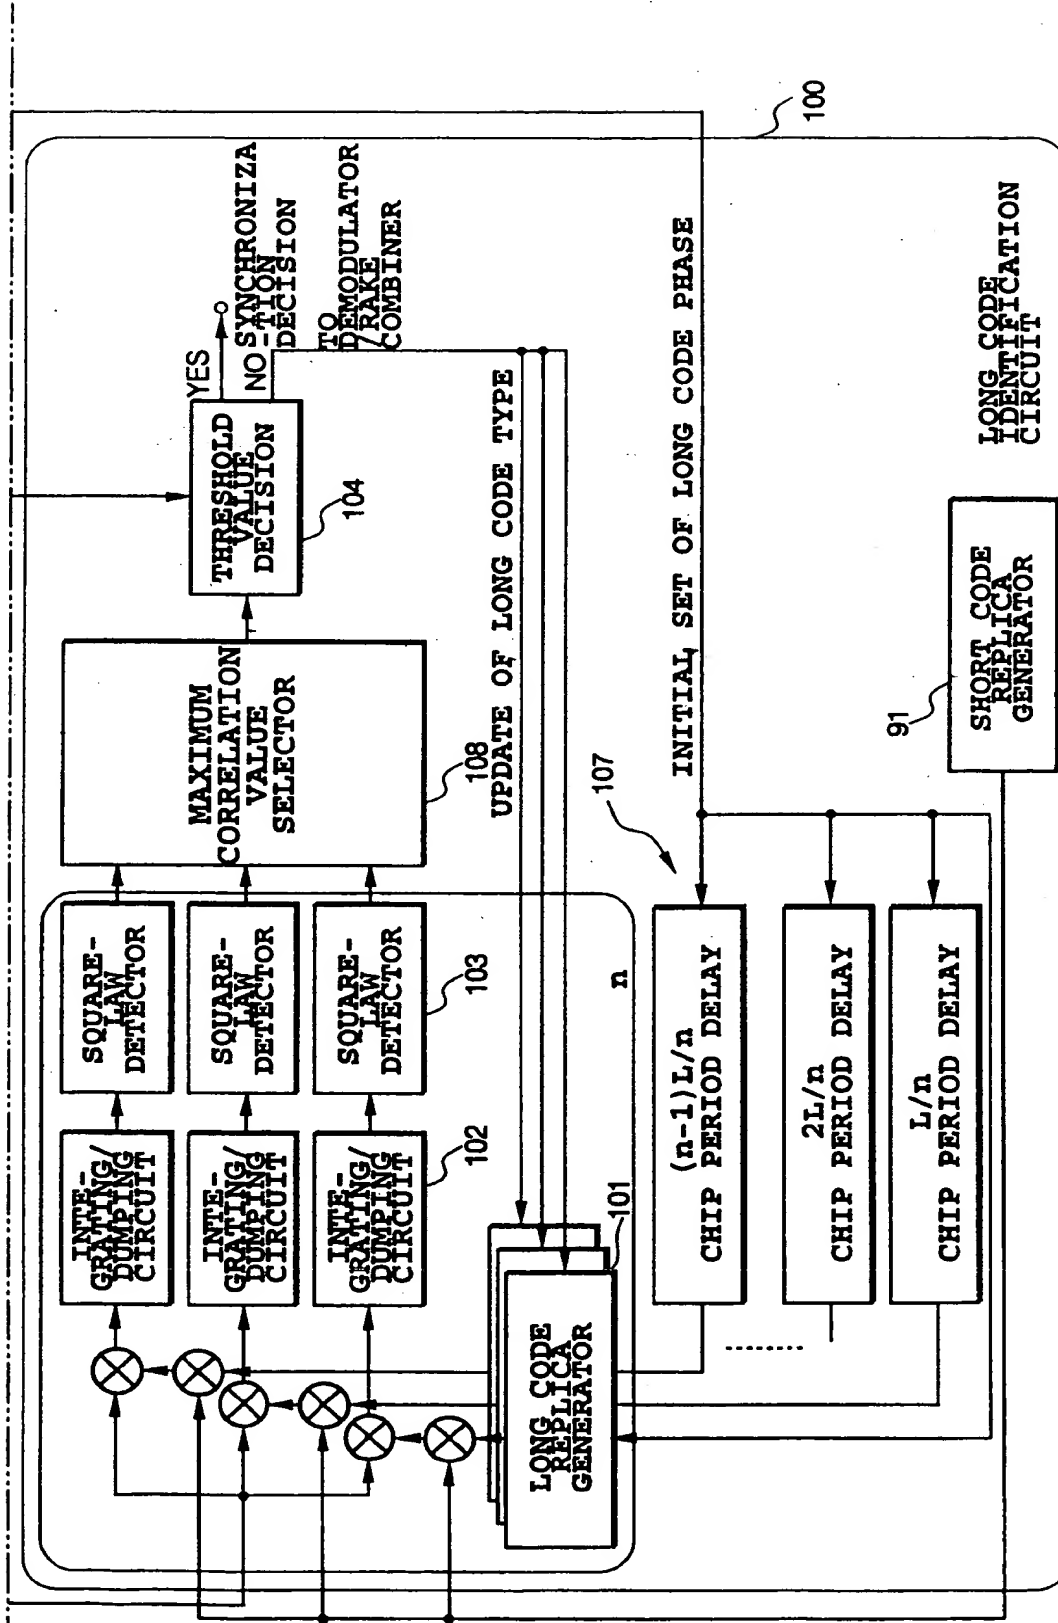 INTE-
GRATING/
DUMPING
CIRCUIT
SQUARE-
LAW
DETECTOR
INTE-
GRATING/
DUMPING
CIRCUIT
SQUARE-
LAW
DETECTOR
INTE-
GRATING/
DUMPING
CIRCUIT
102
SQUARE-
LAW
DETECTOR
103
MAXIMUM
CORRELATION
VALUE
SELECTOR
108
THRESHOLD
VALUE
DECISION
104
YES
NO
SYNCHRONIZA
-TION
DECISION
TO
DEMODULATOR
/RAKE
COMBINER
UPDATE OF LONG CODE TYPE
LONG CODE
REPLICA
GENERATOR
101
n
107
INITIAL SET OF LONG CODE PHASE
100
(n-1)L/n
CHIP PERIOD DELAY
2L/n
CHIP PERIOD DELAY
L/n
CHIP PERIOD DELAY
91
SHORT CODE
REPLICA
GENERATOR
LONG CODE
IDENTIFICATION
CIRCUIT